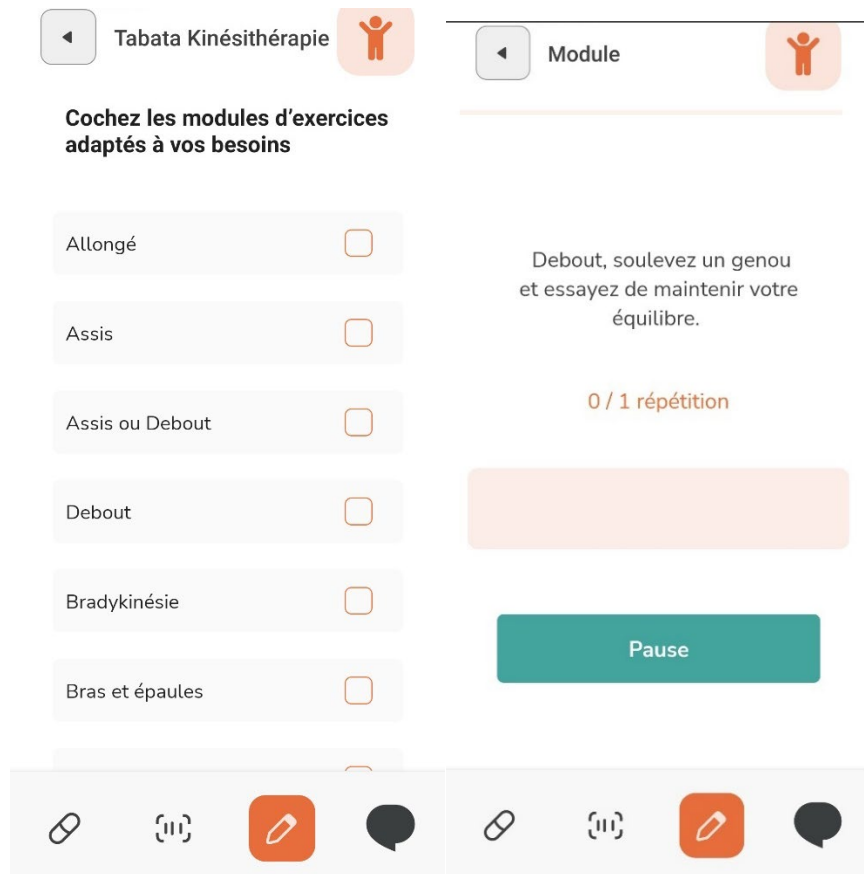 Tabata Kinésithérapie
Cochez les modules d'exercices
adaptés à vos besoins
Allongé
Assis
Assis ou Debout
Debout
Bradykinésie
Bras et épaules
Module
Debout, soulevez un genou
et essayez de maintenir votre
équilibre.
0 / 1 répétition
Pause